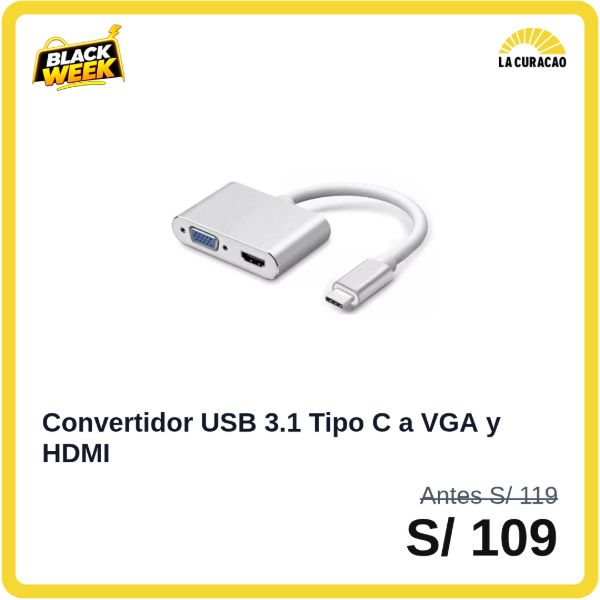 BLACK
WEEK
LA CURACAO
Convertidor USB 3.1 Tipo C a VGA y
HDMI
Antes S/ 119
S/ 109